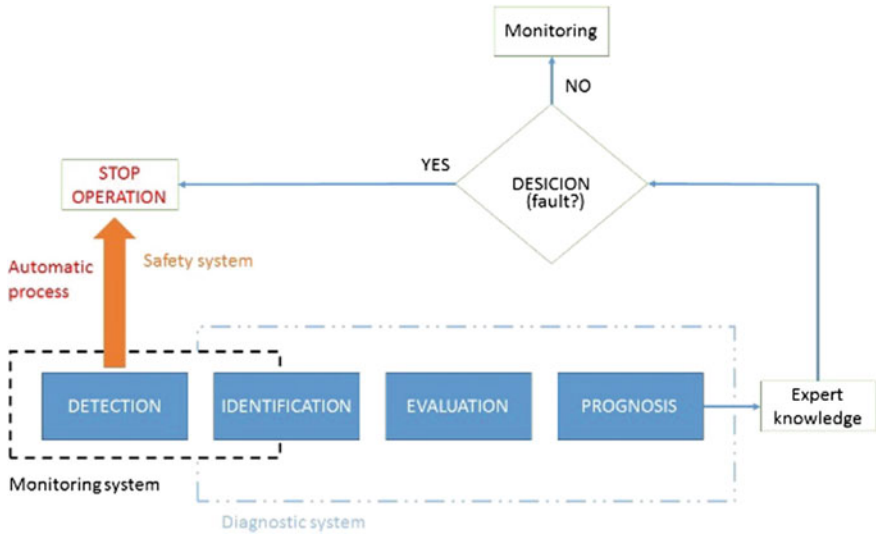 Monitoring
NO
YES
DESICION
(fault?)
STOP
OPERATION
Automatic
process
Safety system
DETECTION
IDENTIFICATION
EVALUATION
PROGNOSIS
Expert
knowledge
Monitoring system
Diagnostic system